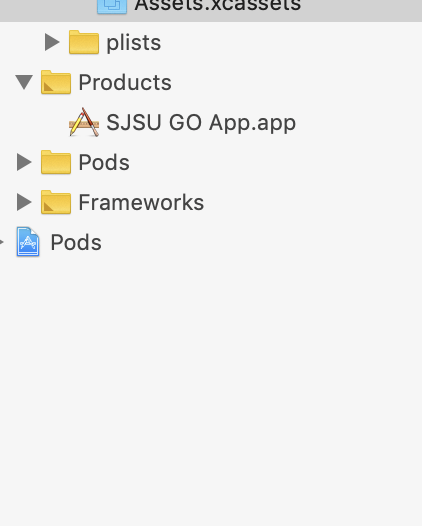 Assets.xcassets
plists
Products
SJSU GO App.app
Pods
Frameworks
Pods